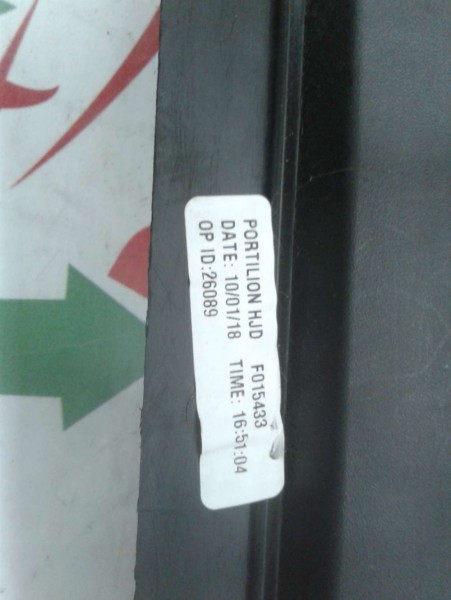 PORTILION HJD F015433
DATE: 10/01/18 TIME: 16:51:04
OP ID:26089